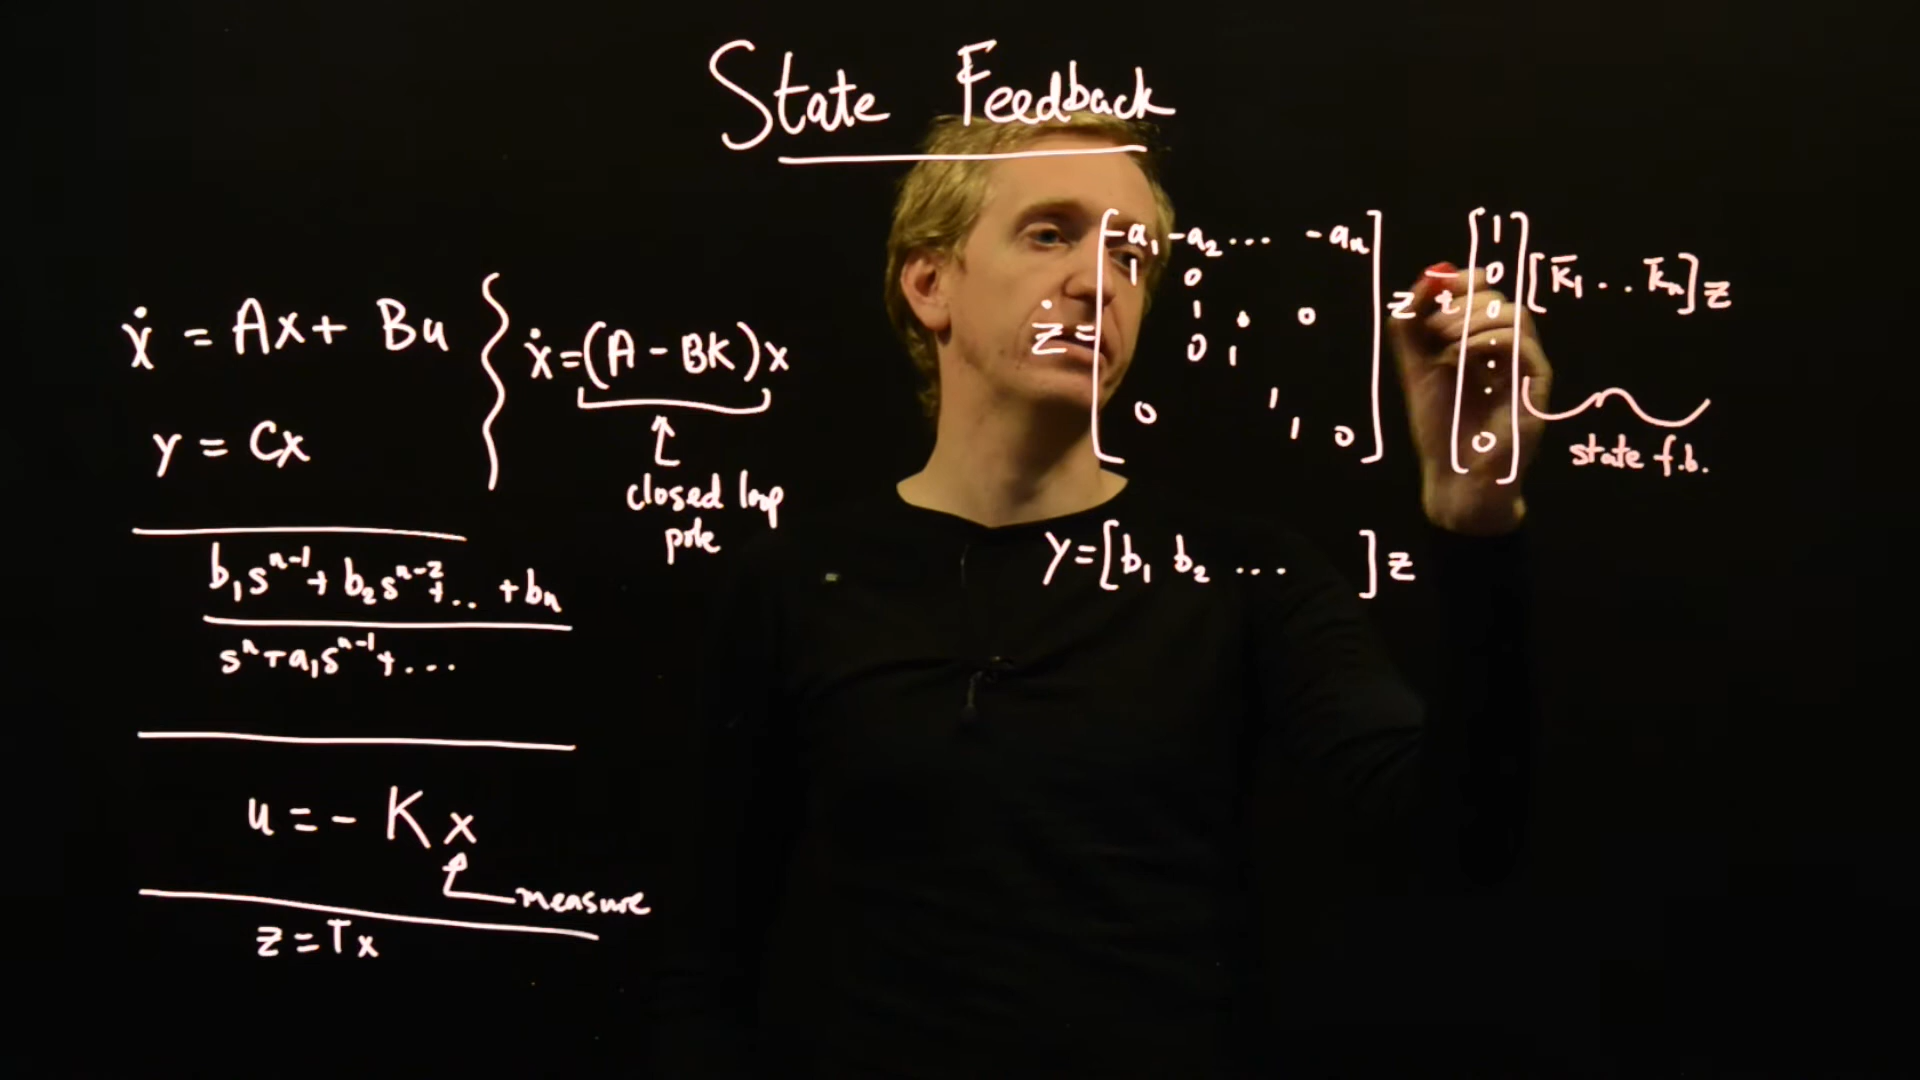 State Feedback
ẋ = Ax + Bu
y = Cx
ẋ = (A - BK)x
closed loop
pole
b₁sⁿ⁻¹ + b₂sⁿ⁻² + .. + bₙ
sⁿ + a₁sⁿ⁻¹ + ...
u = - K x
measure
z = Tx
ż = [ -a₁ -a₂ ... -aₙ ] z - [ 1 ] [ k̄₁ .. k̄ₙ ] z
1 0 0
1 . 0 0
0 1 .
1 .
0 1 0 0
state f.b.
y = [ b₁ b₂ ... ] z